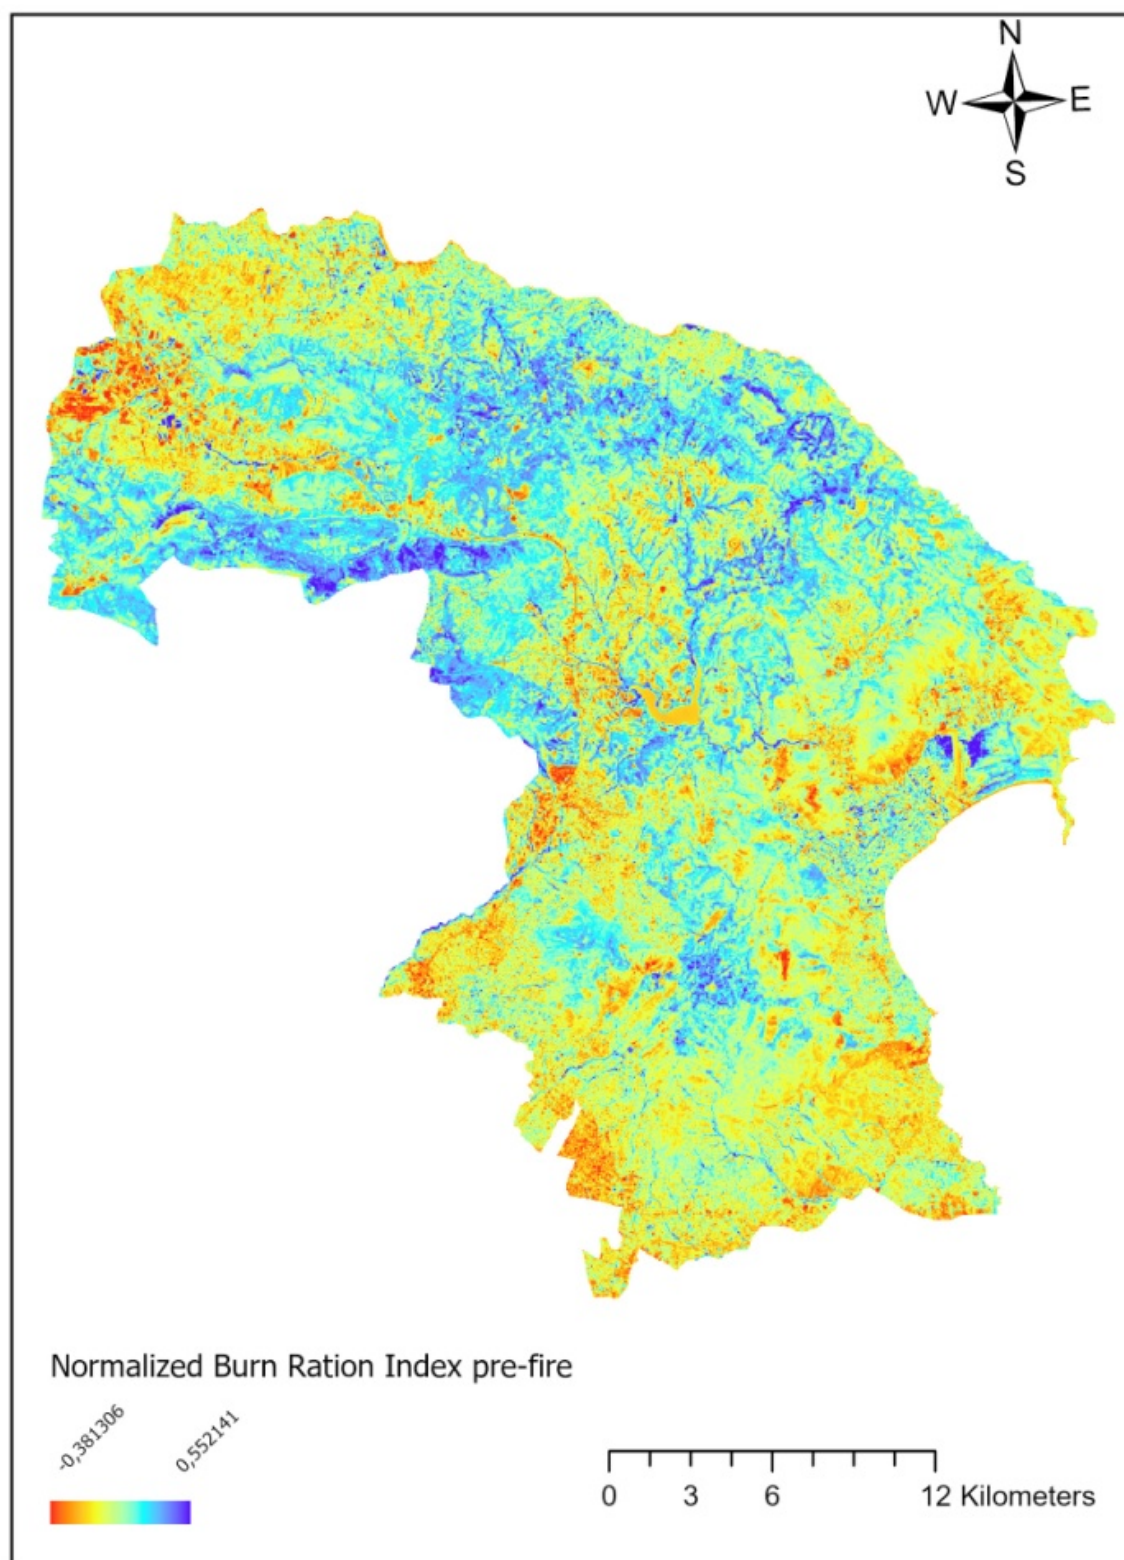 N
W E
S
Normalized Burn Ration Index pre-fire
-0,381306 0,552141
0 3 6 12 Kilometers